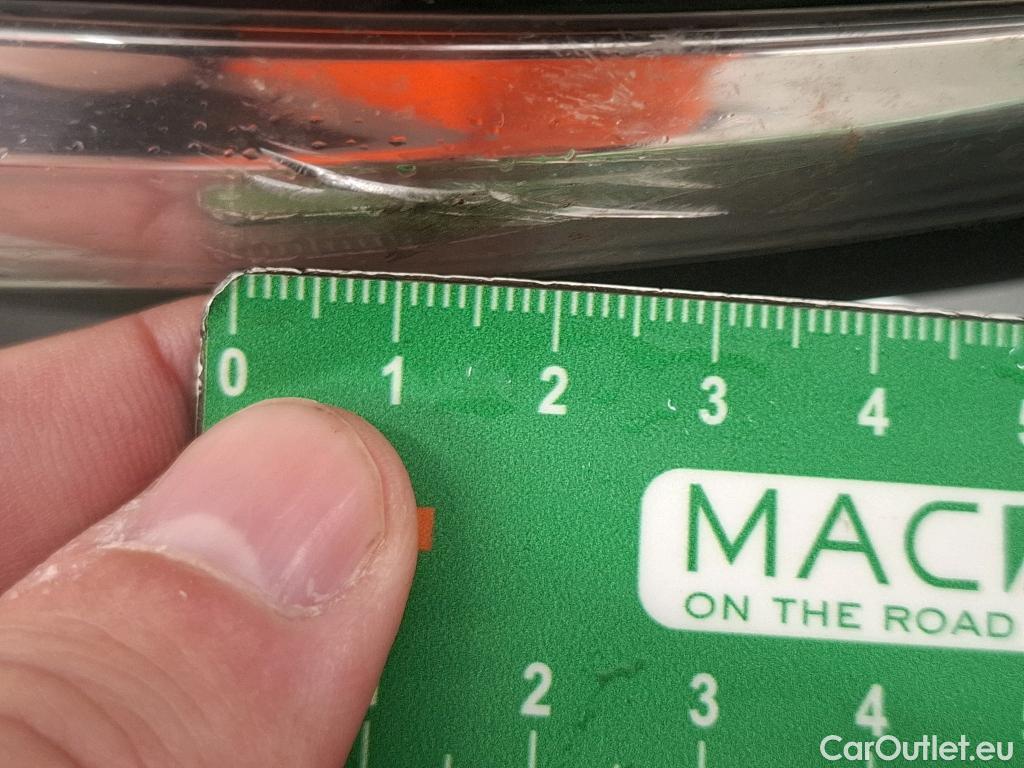 0 1 2 3 4
MAC
ON THE ROAD
2 3 4
CarOutlet.eu